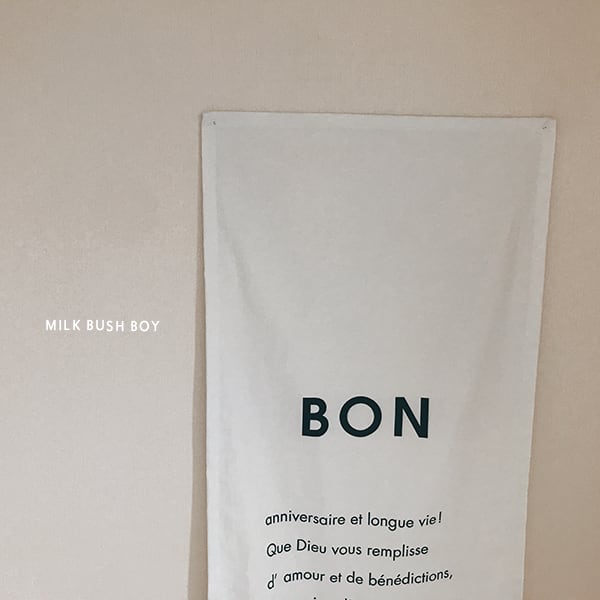 MILK BUSH BOY
BON
anniversaire et longue vie!
Que Dieu vous remplisse
d' amour et de bénédictions,